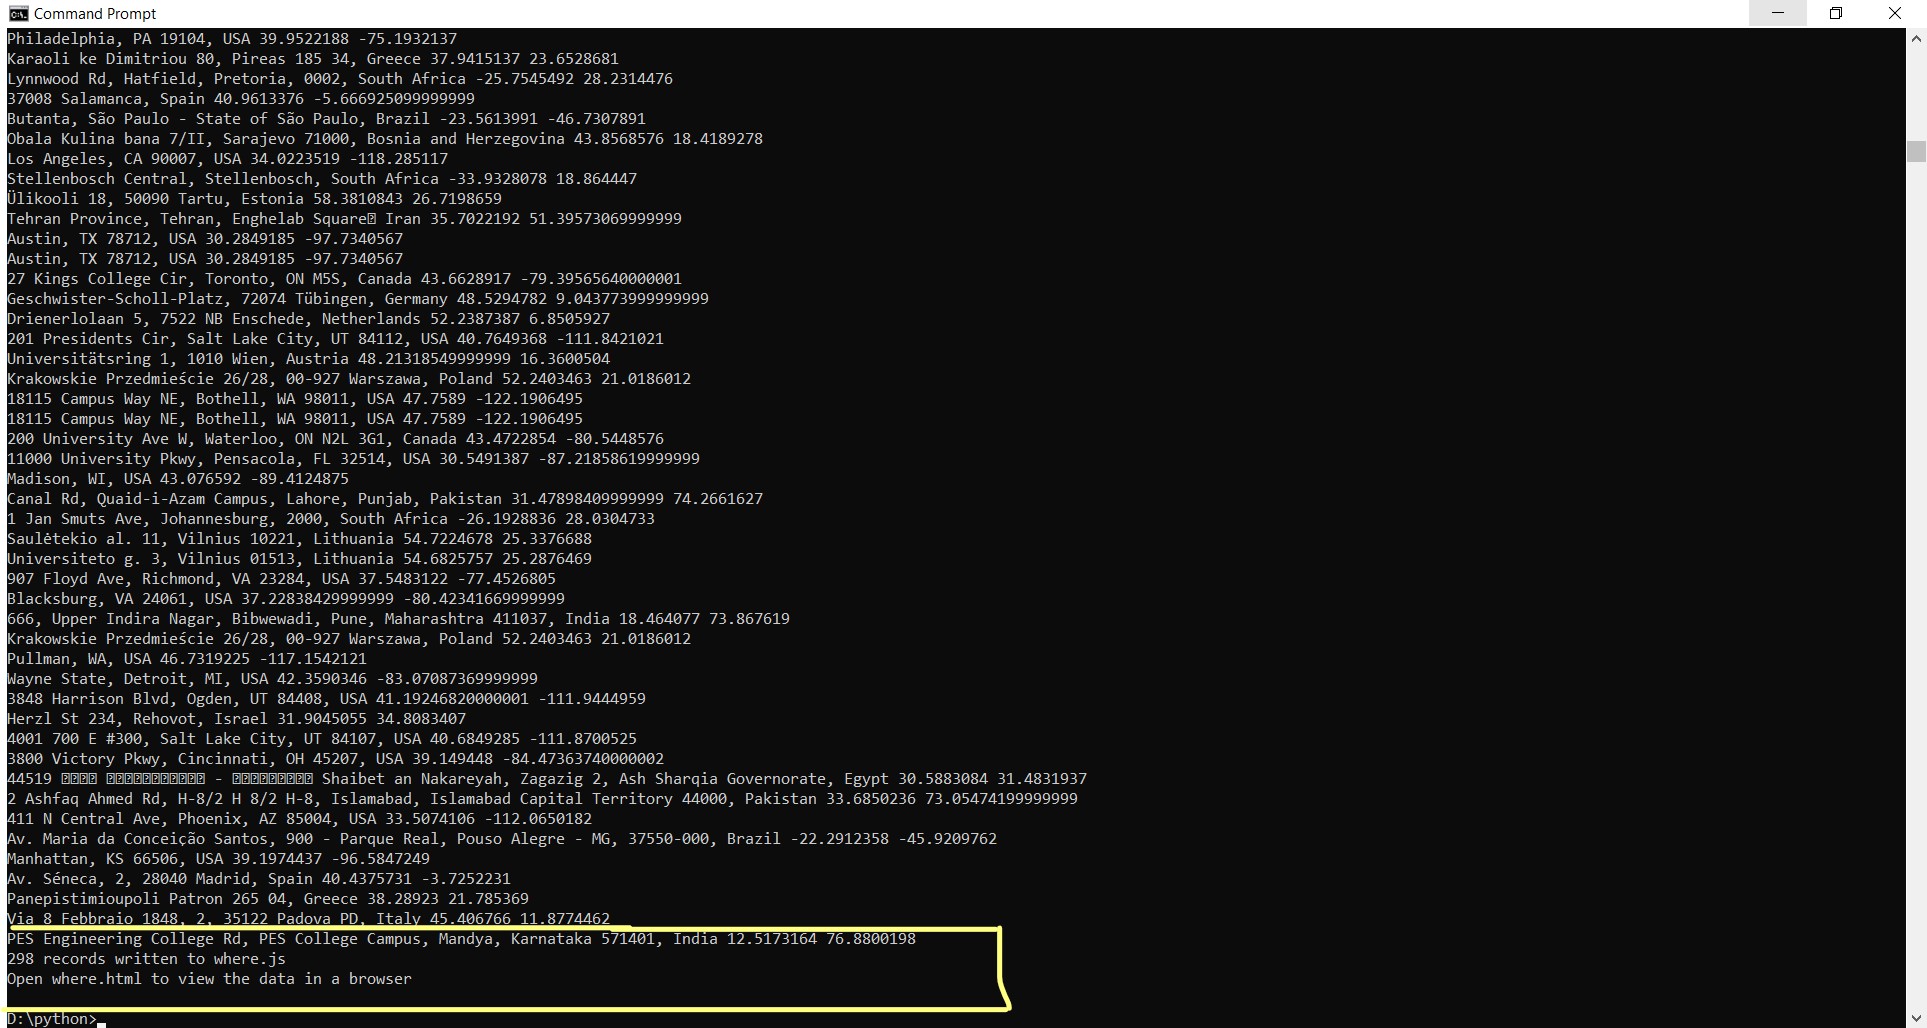 Command Prompt
Philadelphia, PA 19104, USA 39.9522188 -75.1932137
Karaoli ke Dimitriou 80, Pireas 185 34, Greece 37.9415137 23.6528681
Lynnwood Rd, Hatfield, Pretoria, 0002, South Africa -25.7545492 28.2314476
37008 Salamanca, Spain 40.9613376 -5.666925099999999
Butanta, São Paulo - State of São Paulo, Brazil -23.5613991 -46.7307891
Obala Kulina bana 7/II, Sarajevo 71000, Bosnia and Herzegovina 43.8568576 18.4189278
Los Angeles, CA 90007, USA 34.0223519 -118.285117
Stellenbosch Central, Stellenbosch, South Africa -33.9328078 18.864447
Ülikooli 18, 50090 Tartu, Estonia 58.3810843 26.7198659
Tehran Province, Tehran, Enghelab Square Iran 35.7022192 51.39573069999999
Austin, TX 78712, USA 30.2849185 -97.7340567
Austin, TX 78712, USA 30.2849185 -97.7340567
27 Kings College Cir, Toronto, ON M5S, Canada 43.6628917 -79.39565640000001
Geschwister-Scholl-Platz, 72074 Tübingen, Germany 48.5294782 9.043773999999999
Drienerlolaan 5, 7522 NB Enschede, Netherlands 52.2387387 6.8505927
201 Presidents Cir, Salt Lake City, UT 84112, USA 40.7649368 -111.8421021
Universitätsring 1, 1010 Wien, Austria 48.21318549999999 16.3600504
Krakowskie Przedmieście 26/28, 00-927 Warszawa, Poland 52.2403463 21.0186012
18115 Campus Way NE, Bothell, WA 98011, USA 47.7589 -122.1906495
18115 Campus Way NE, Bothell, WA 98011, USA 47.7589 -122.1906495
200 University Ave W, Waterloo, ON N2L 3G1, Canada 43.4722854 -80.5448576
11000 University Pkwy, Pensacola, FL 32514, USA 30.5491387 -87.21858619999999
Madison, WI, USA 43.076592 -89.4124875
Canal Rd, Quaid-i-Azam Campus, Lahore, Punjab, Pakistan 31.47898409999999 74.2661627
1 Jan Smuts Ave, Johannesburg, 2000, South Africa -26.1928836 28.0304733
Saulėtekio al. 11, Vilnius 10221, Lithuania 54.7224678 25.3376688
Universiteto g. 3, Vilnius 01513, Lithuania 54.6825757 25.2876469
907 Floyd Ave, Richmond, VA 23284, USA 37.5483122 -77.4526805
Blacksburg, VA 24061, USA 37.22838429999999 -80.42341669999999
666, Upper Indira Nagar, Bibwewadi, Pune, Maharashtra 411037, India 18.464077 73.867619
Krakowskie Przedmieście 26/28, 00-927 Warszawa, Poland 52.2403463 21.0186012
Pullman, WA, USA 46.7319225 -117.1542121
Wayne State, Detroit, MI, USA 42.3590346 -83.07087369999999
3848 Harrison Blvd, Ogden, UT 84408, USA 41.19246820000001 -111.9444959
Herzl St 234, Rehovot, Israel 31.9045055 34.8083407
4001 700 E #300, Salt Lake City, UT 84107, USA 40.6849285 -111.8700525
3800 Victory Pkwy, Cincinnati, OH 45207, USA 39.149448 -84.47363740000002
44519 - Shaibet an Nakareyah, Zagazig 2, Ash Sharqia Governorate, Egypt 30.5883084 31.4831937
2 Ashfaq Ahmed Rd, H-8/2 H 8/2 H-8, Islamabad, Islamabad Capital Territory 44000, Pakistan 33.6850236 73.05474199999999
411 N Central Ave, Phoenix, AZ 85004, USA 33.5074106 -112.0650182
Av. Maria da Conceição Santos, 900 - Parque Real, Pouso Alegre - MG, 37550-000, Brazil -22.2912358 -45.9209762
Manhattan, KS 66506, USA 39.1974437 -96.5847249
Av. Séneca, 2, 28040 Madrid, Spain 40.4375731 -3.7252231
Panepistimioupoli Patron 265 04, Greece 38.28923 21.785369
Via 8 Febbraio 1848, 2, 35122 Padova PD, Italy 45.406766 11.8774462
PES Engineering College Rd, PES College Campus, Mandya, Karnataka 571401, India 12.5173164 76.8800198
298 records written to where.js
Open where.html to view the data in a browser
D:\python>